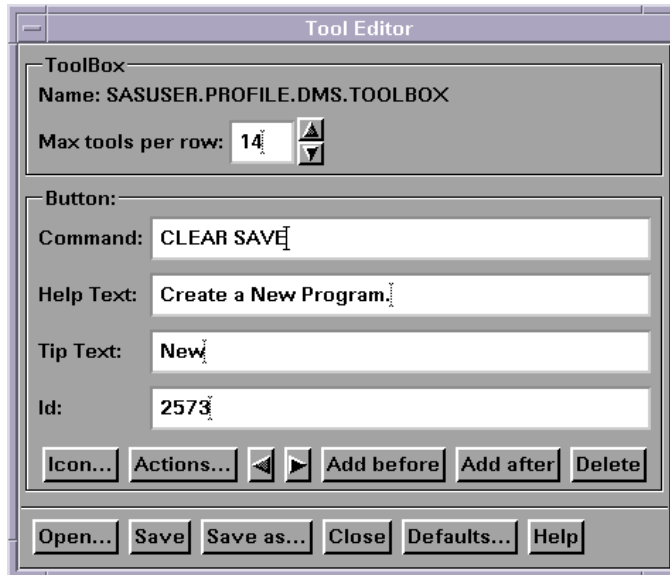 Tool Editor
ToolBox
Name: SASUSER.PROFILE.DMS.TOOLBOX
Max tools per row: 14
Button:
Command: CLEAR SAVE
Help Text: Create a New Program.
Tip Text: New
Id: 2573
Icon... Actions... Add before Add after Delete
Open... Save Save as... Close Defaults... Help